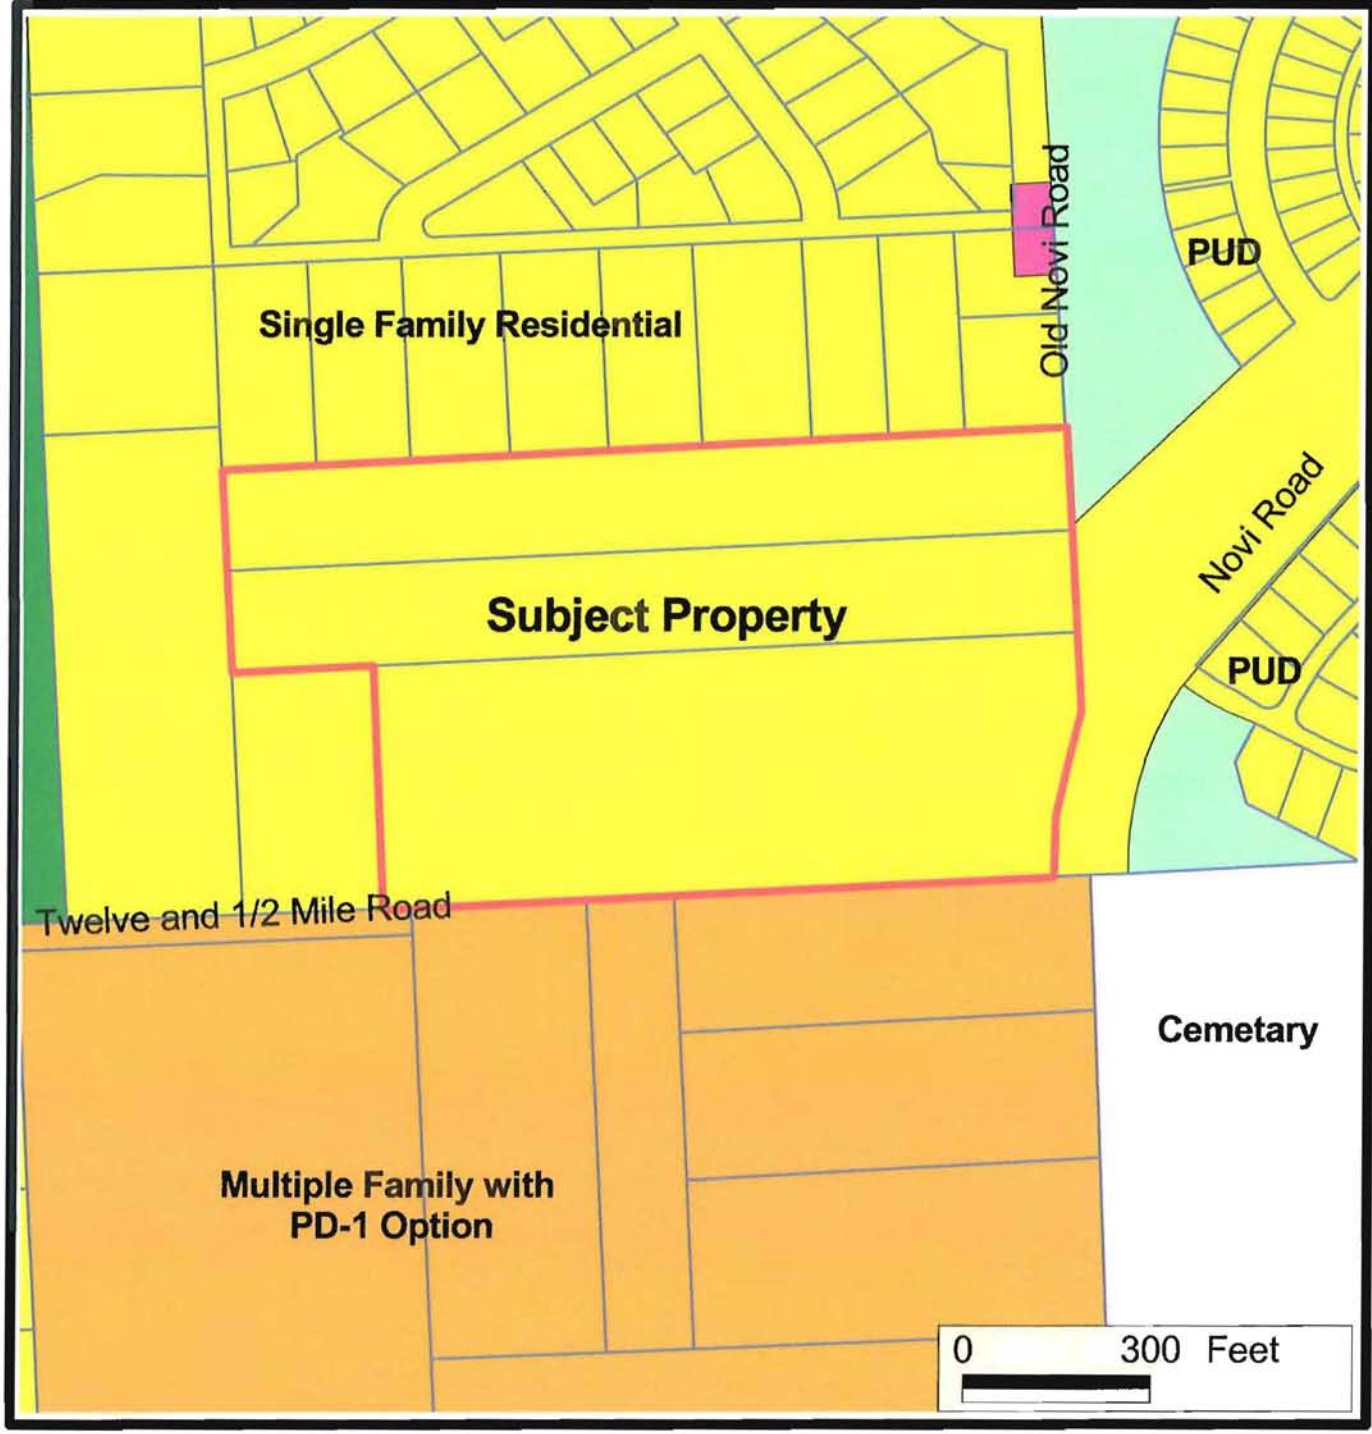 Old Novi Road
PUD
Single Family Residential
Novi Road
Subject Property
PUD
Twelve and 1/2 Mile Road
Cemetary
Multiple Family with
PD-1 Option
0 300 Feet